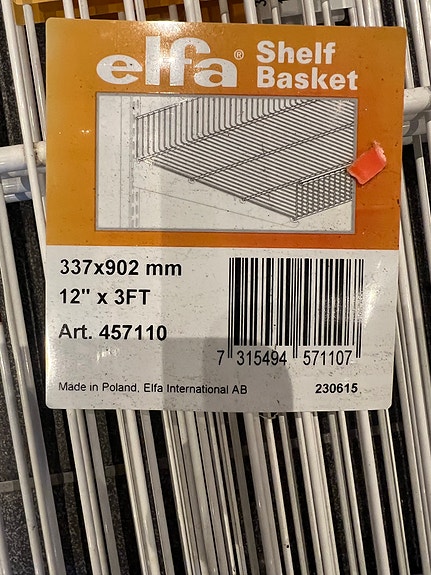 elfa® Shelf
Basket
337x902 mm
12" x 3FT
Art. 457110
7 315494 571107
Made in Poland, Elfa International AB
230615